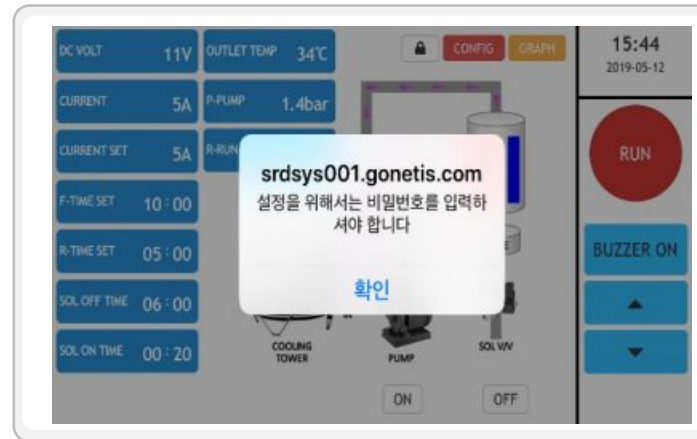 DC VOLT 11V
OUTLET TEMP 34℃
CONFIG
GRAPH
15:44
2019-05-12
CURRENT 5A
P-PUMP 1.4bar
CURRENT SET 5A
R-RUN
RUN
srdsys001.gonetis.com
설정을 위해서는 비밀번호를 입력하
셔야 합니다
확인
F-TIME SET 10:00
R-TIME SET 05:00
BUZZER ON
SOL OFF TIME 06:00
SOL ON TIME 00:20
COOLING
TOWER
PUMP
SOL V/V
ON
OFF